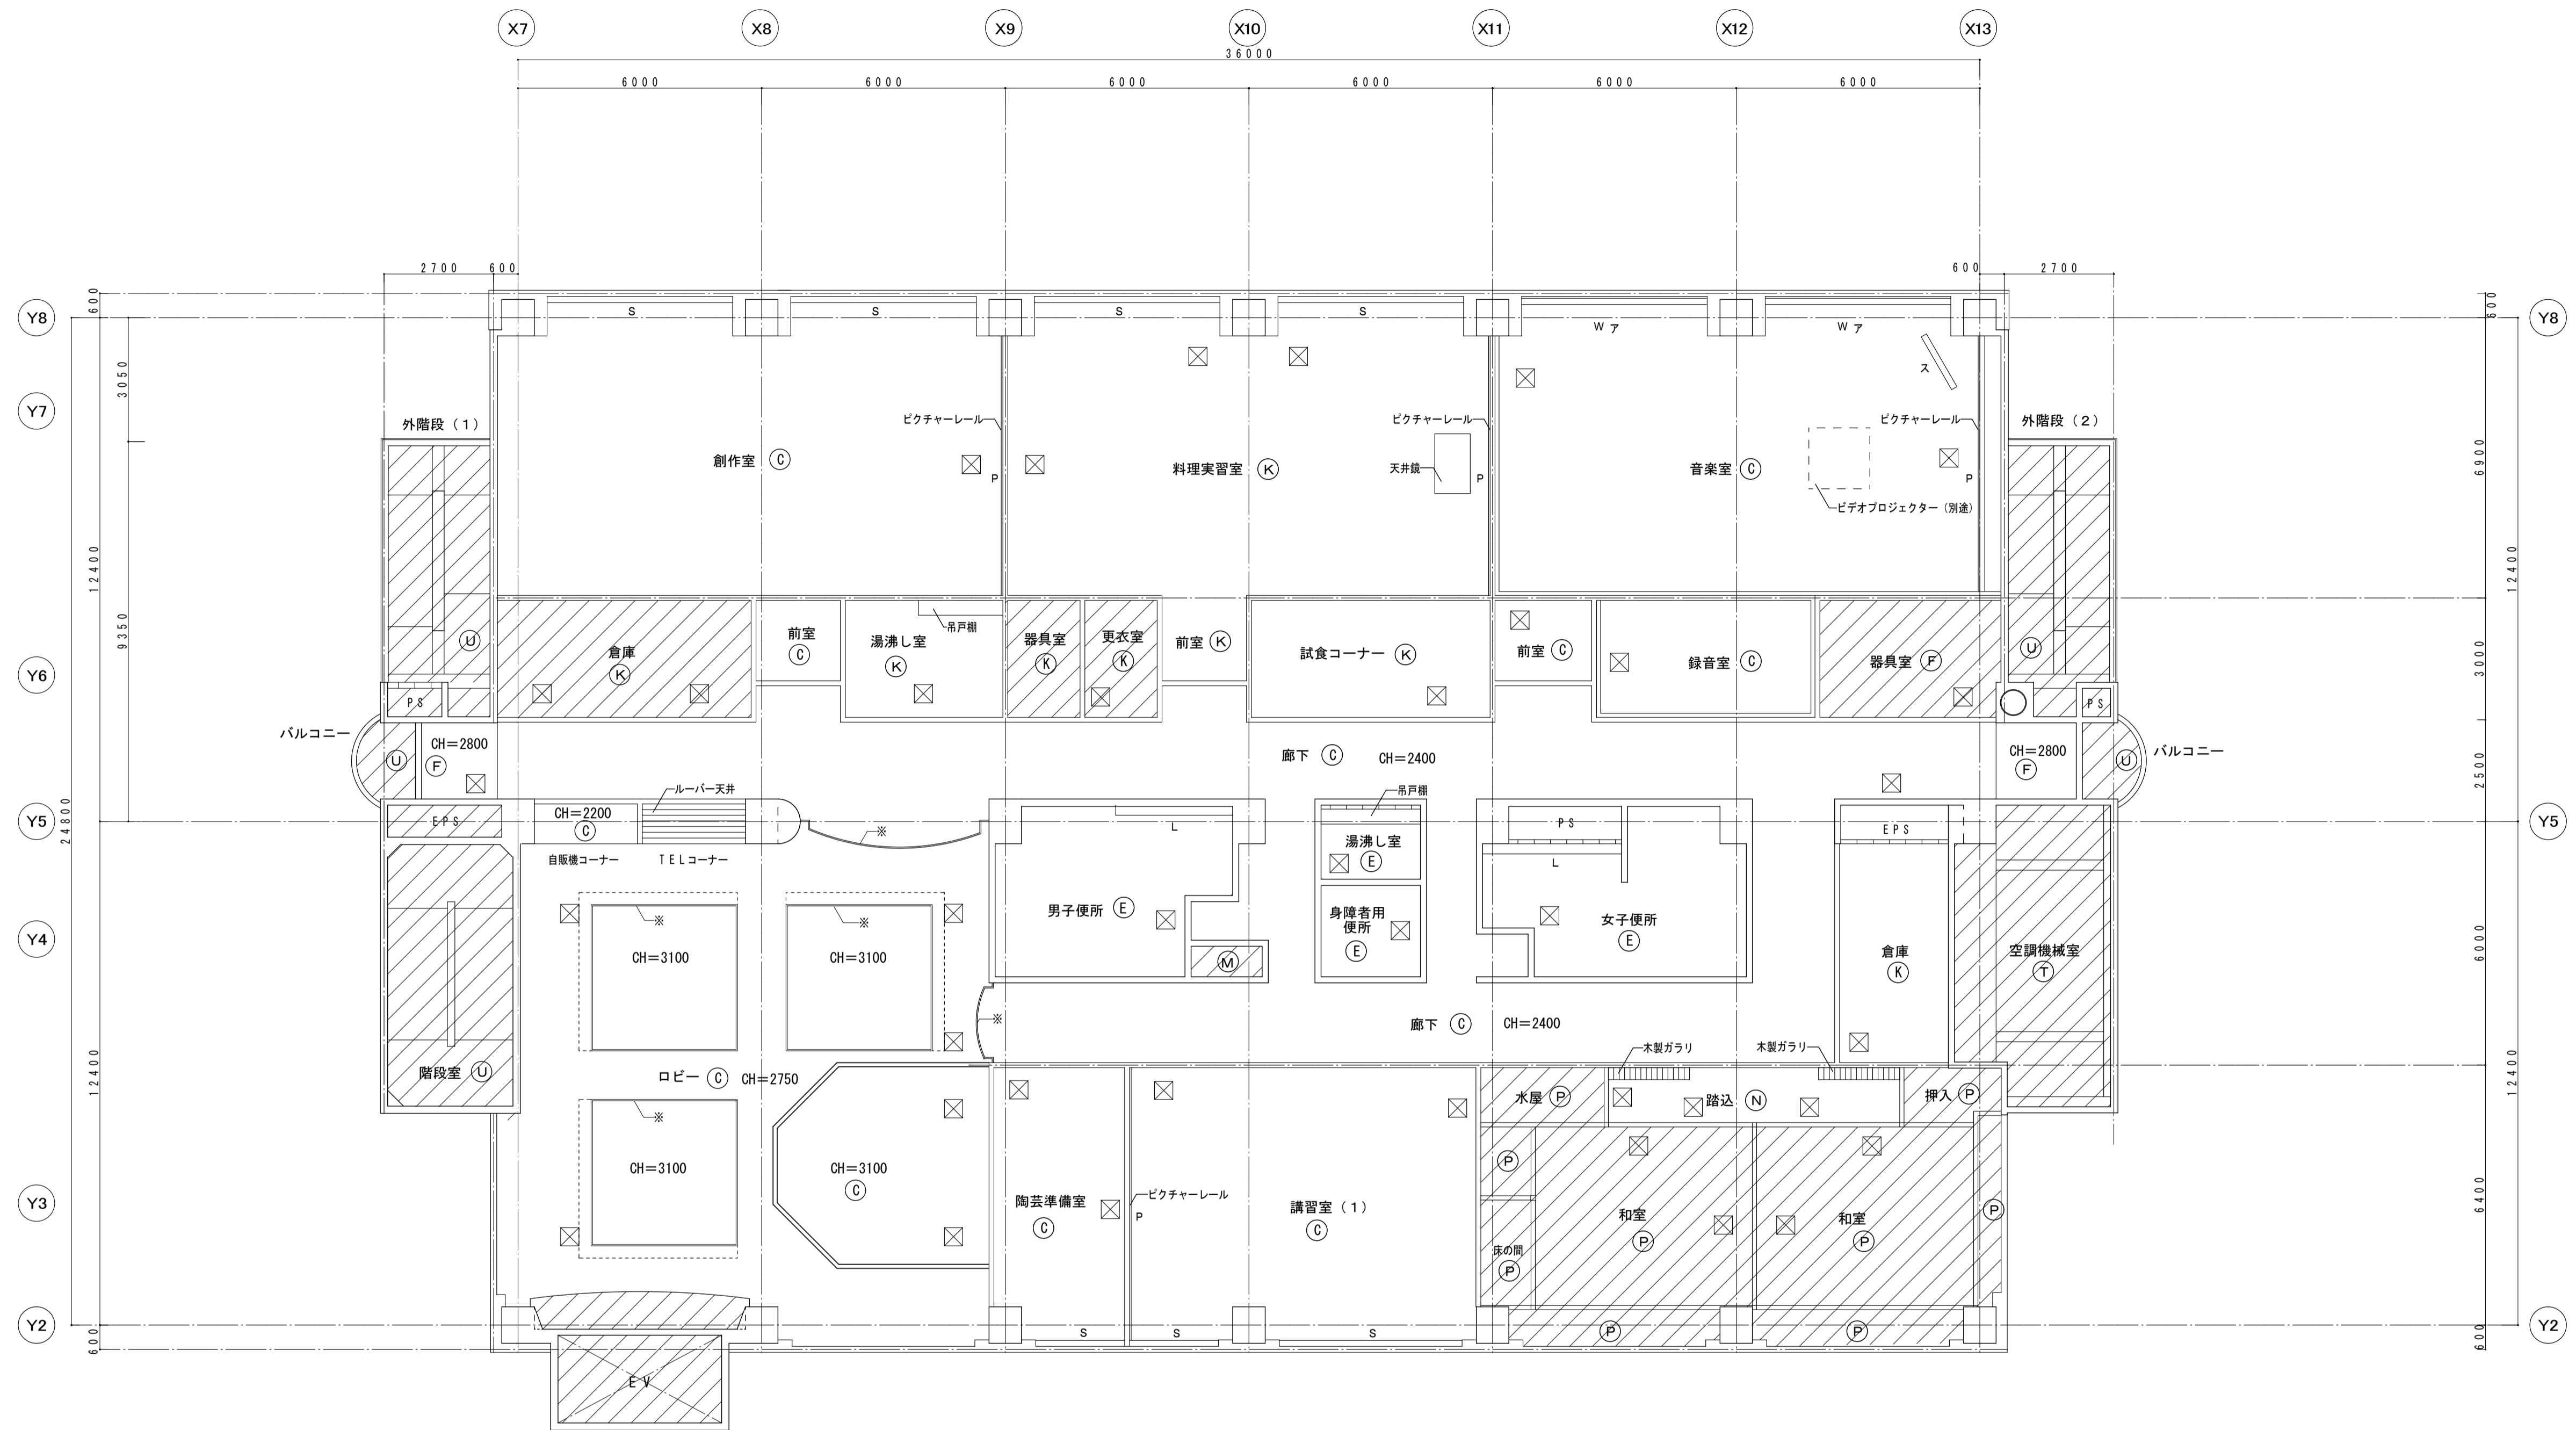 X7 X8 X9 X10 X11 X12 X13
36000
6000 6000 6000 6000 6000 6000
2700 600 600 2700
600 600
Y8 S S S S Wア Wア Y8
3050
ス
Y7
外階段（1） ピクチャーレール ピクチャーレール ピクチャーレール 外階段（2）
創作室 C 料理実習室 K 天井鏡 音楽室 C
P P P
6900
ビデオプロジェクター（別途）
12400 12400
9350
吊戸棚
U 倉庫 K 前室 C 湯沸し室 K 器具室 K 更衣室 K 前室 K 試食コーナー K 前室 C 録音室 C 器具室 F U
Y6 3000
PS PS
バルコニー U CH=2800 F 廊下 C CH=2400 CH=2800 F U バルコニー
2500
ルーバー天井 吊戸棚
24800
Y5 EPS CH=2200 C ※ L PS EPS Y5
自販機コーナー TELコーナー 湯沸し室 E L
※ ※ 男子便所 E 身障者用
便所 E 女子便所 E
Y4 6000
CH=3100 CH=3100 M 倉庫 K 空調機械室 T
※ 廊下 C CH=2400
木製ガラリ 木製ガラリ
12400 12400
階段室 U ロビー C CH=2750
※ 水屋 P 踏込 N 押入 P
CH=3100 CH=3100 C P
Y3 陶芸準備室 C ピクチャーレール P 講習室（1） C 和室 P 和室 P P 6400
床の間 P
Y2 S S S P P Y2
600 600
EV